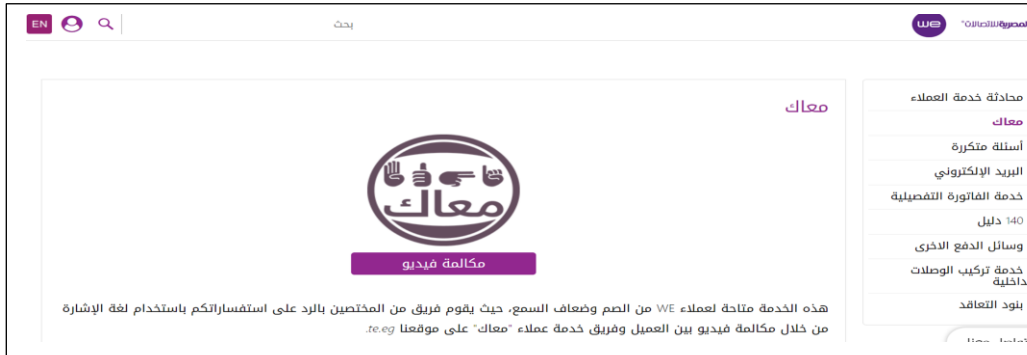 المصرية للاتصالات
we
بحث
EN
محادثة خدمة العملاء
معاك
أسئلة متكررة
البريد الإلكتروني
خدمة الفاتورة التفصيلية
140 دليل
وسائل الدفع الاخرى
خدمة تركيب الوصلات
داخلية
بنود التعاقد
تواصل معنا
معاك
معاك
مكالمة فيديو
هذه الخدمة متاحة لعملاء WE من الصم وضعاف السمع، حيث يقوم فريق من المختصين بالرد على استفساراتكم باستخدام لغة الإشارة
من خلال مكالمة فيديو بين العميل وفريق خدمة عملاء "معاك" على موقعنا te.eg.